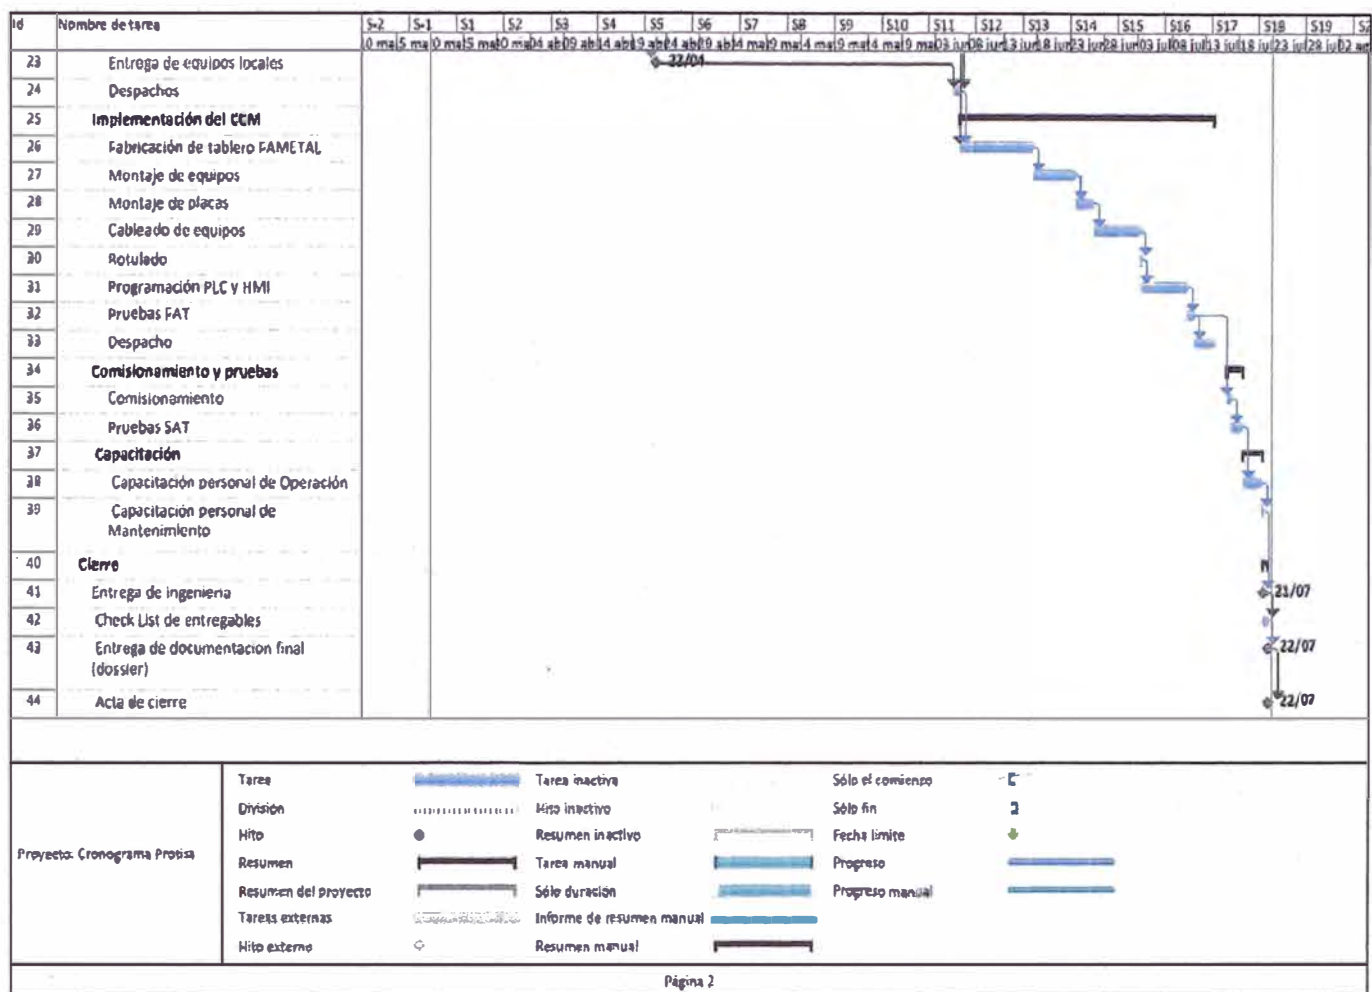 Id Nombre de tarea S-2 S-1 S1 S2 S3 S4 S5 S6 S7 S8 S9 S10 S11 S12 S13 S14 S15 S16 S17 S18 S19
23 Entrega de equipos locales 22/04
24 Despachos
25 Implementación del CCM
26 Fabricación de tablero FAMETAL
27 Montaje de equipos
28 Montaje de placas
29 Cableado de equipos
30 Rotulado
31 Programación PLC y HMI
32 Pruebas FAT
33 Despacho
34 Comisionamiento y pruebas
35 Comisionamiento
36 Pruebas SAT
37 Capacitación
38 Capacitación personal de Operación
39 Capacitación personal de
Mantenimiento
40 Cierre
41 Entrega de ingenieria 21/07
42 Check List de entregables
43 Entrega de documentacion final 22/07
(dossier)
44 Acta de cierre 22/07
Proyecto: Cronograma Protisa
Tarea Tarea inactiva Sólo el comienzo
División Hito inactivo Sólo fin
Hito Resumen inactivo Fecha límite
Resumen Tarea manual Progreso
Resumen del proyecto Sólo duración Progreso manual
Tareas externas Informe de resumen manual
Hito externo Resumen manual
Página 2